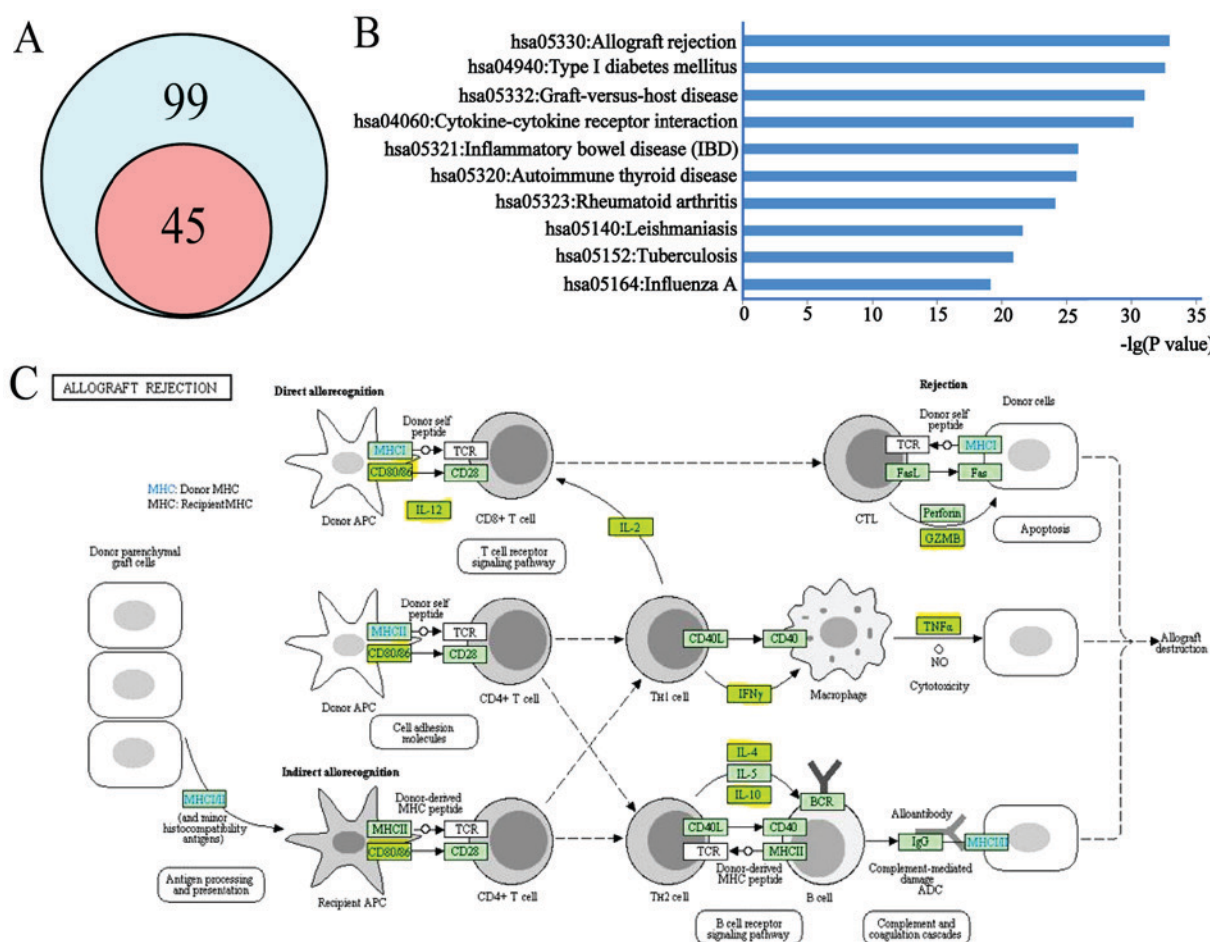 A
99
45
B
hsa05330:Allograft rejection
hsa04940:Type I diabetes mellitus
hsa05332:Graft-versus-host disease
hsa04060:Cytokine-cytokine receptor interaction
hsa05321:Inflammatory bowel disease (IBD)
hsa05320:Autoimmune thyroid disease
hsa05323:Rheumatoid arthritis
hsa05140:Leishmaniasis
hsa05152:Tuberculosis
hsa05164:Influenza A
0 5 10 15 20 25 30 35
-lg(P value)
C
ALLOGRAFT REJECTION
Direct allorecognition
Donor self
peptide
MHCI
TCR
CD80/86
CD28
IL-12
Donor APC
CD8+ T cell
T cell receptor
signaling pathway
MHC: Donor MHC
MHC: RecipientMHC
IL-2
Rejection
Donor self
peptide
Donor cells
TCR
MHCI
FasL
Fas
CTL
Perforin
GZMB
Apoptosis
Donor parenchymal
graft cells
Donor self
peptide
MHCII
TCR
CD80/86
CD28
Donor APC
CD4+ T cell
Cell adhesion
molecules
CD40L
CD40
TH1 cell
IFNγ
Macrophage
TNFα
NO
Cytotoxicity
Allograft
destruction
Indirect allorecognition
MHCI/II
(and minor
histocompatibility
antigens)
Antigen processing
and presentation
Donor-derived
MHC peptide
MHCII
TCR
CD80/86
CD28
Recipient APC
CD4+ T cell
IL-4
IL-5
IL-10
BCR
CD40L
CD40
TCR
MHCII
Donor-derived
MHC peptide
TH2 cell
B cell
B cell receptor
signaling pathway
Alloantibody
IgG
MHCI/II
Complement-mediated
damage
ADC
Complement and
coagulation cascades